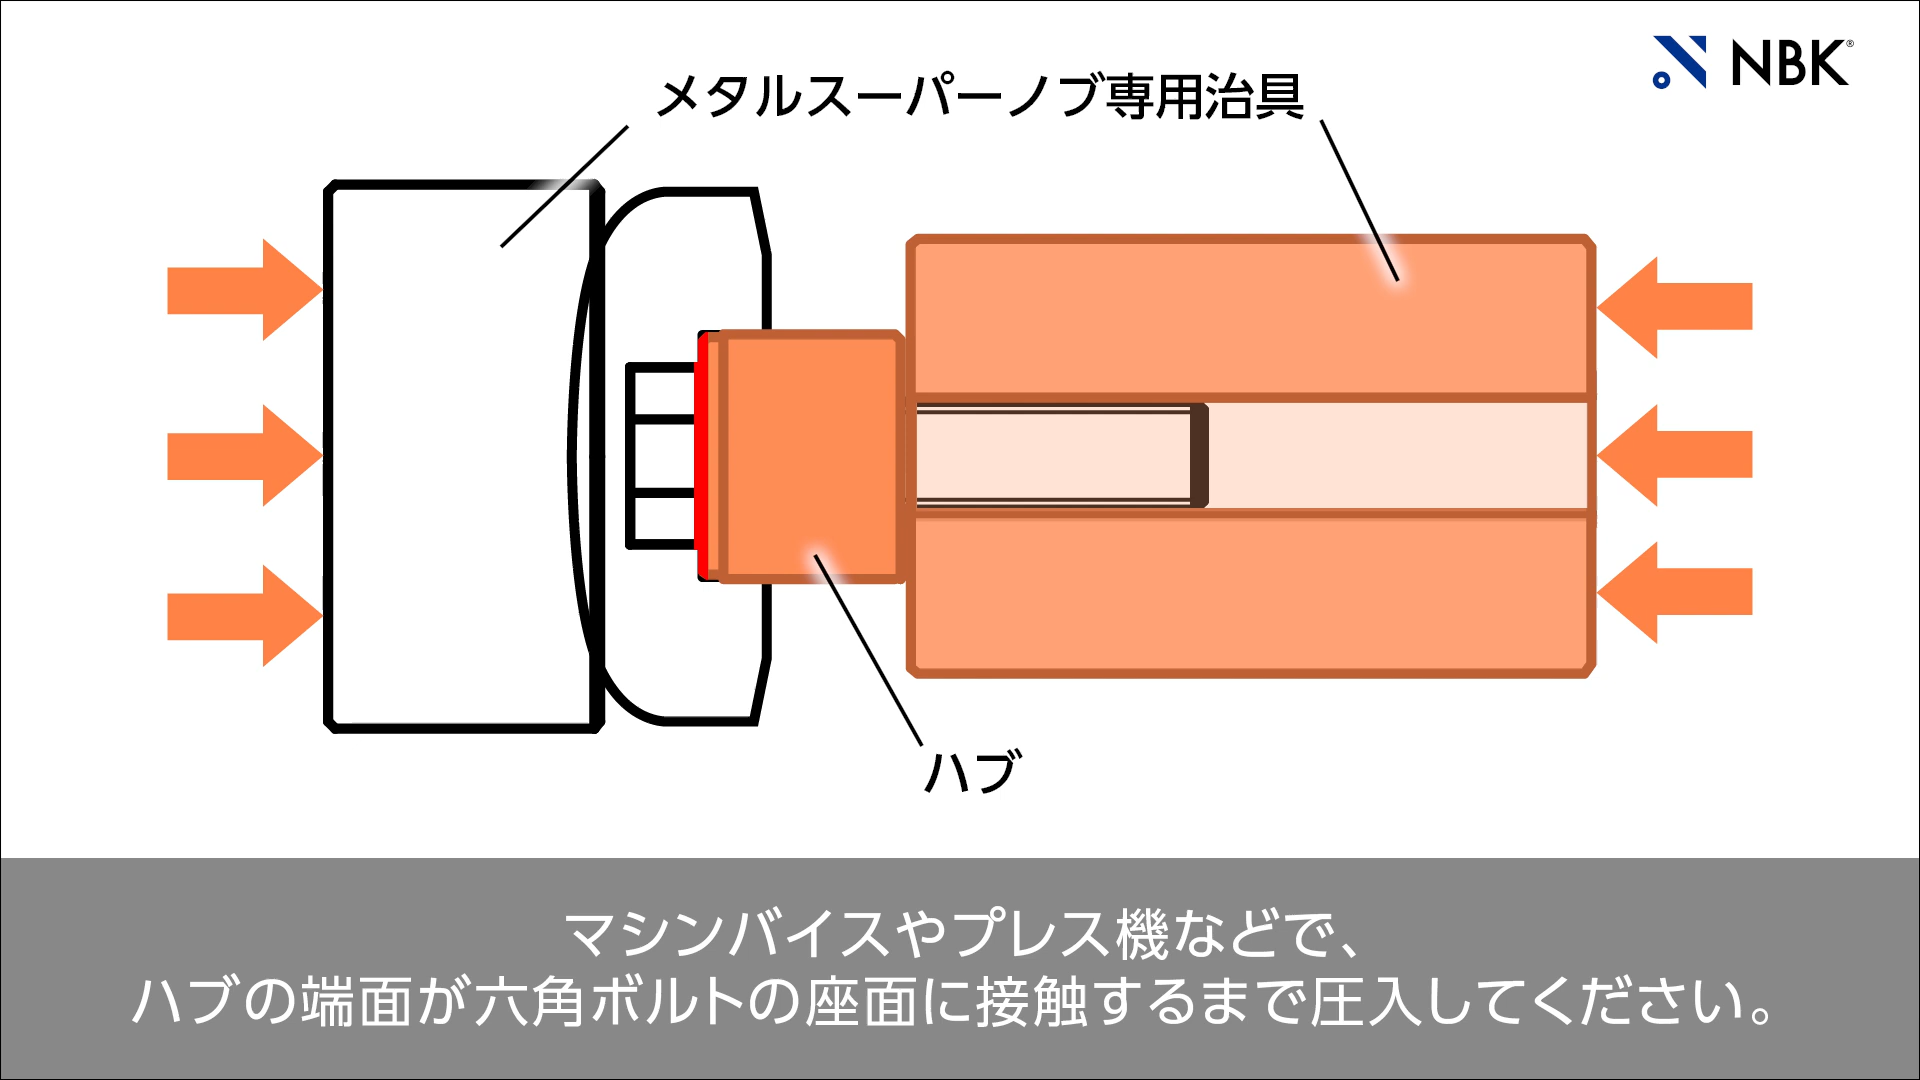 NBK®
メタルスーパーノブ専用治具
ハブ
マシンバイスやプレス機などで、
ハブの端面が六角ボルトの座面に接触するまで圧入してください。